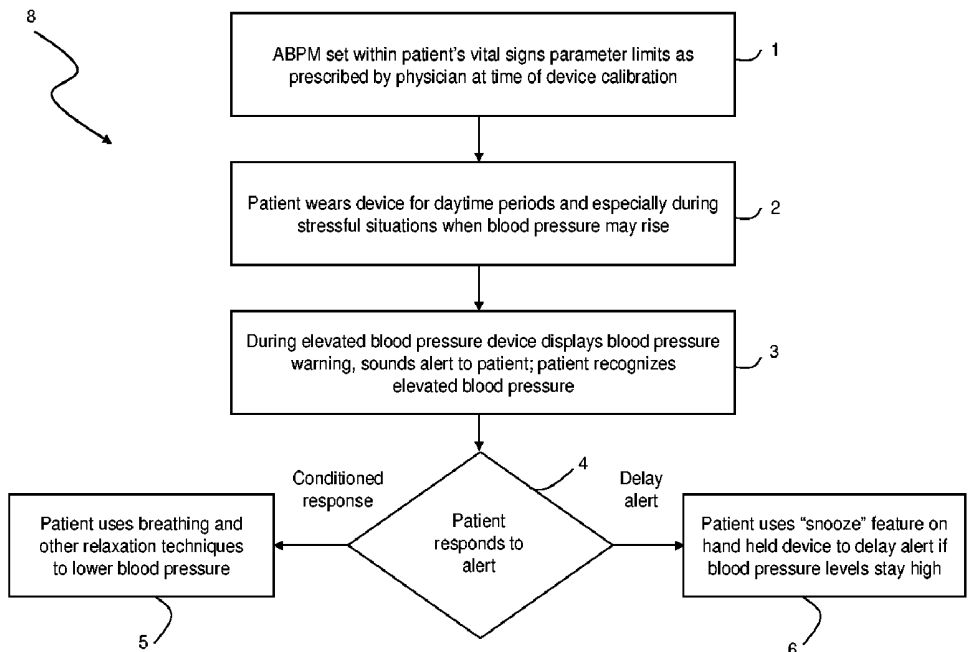 8
ABPM set within patient's vital signs parameter limits as
prescribed by physician at time of device calibration
1
Patient wears device for daytime periods and especially during
stressful situations when blood pressure may rise
2
During elevated blood pressure device displays blood pressure
warning, sounds alert to patient; patient recognizes
elevated blood pressure
3
4
Conditioned
response
Delay
alert
Patient
responds to
alert
Patient uses breathing and
other relaxation techniques
to lower blood pressure
Patient uses “snooze” feature on
hand held device to delay alert if
blood pressure levels stay high
5
6